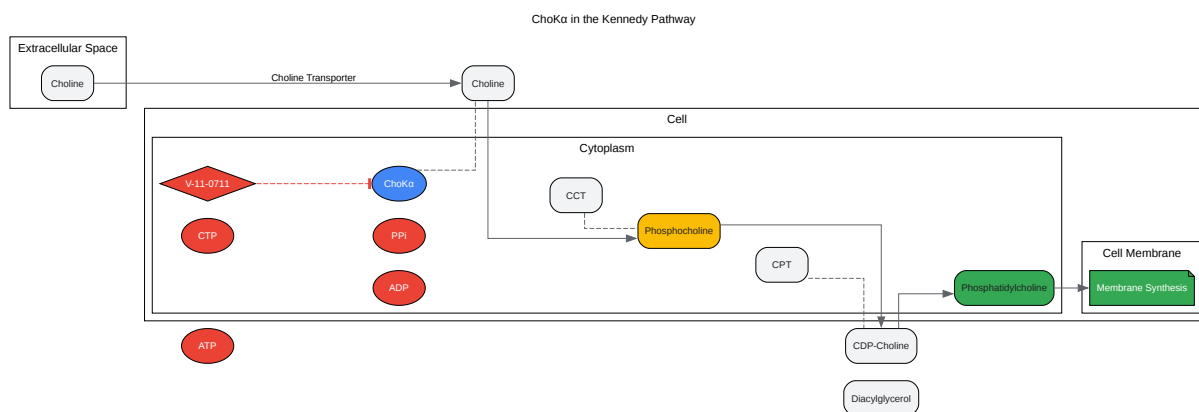 ChoKα in the Kennedy Pathway
Extracellular Space
Choline
Choline Transporter
Choline
Cell
Cytoplasm
V-11-0711
ChoKα
CCT
CTP
PPi
Phosphocholine
CPT
Cell Membrane
ADP
Phosphatidylcholine
Membrane Synthesis
ATP
CDP-Choline
Diacylglycerol